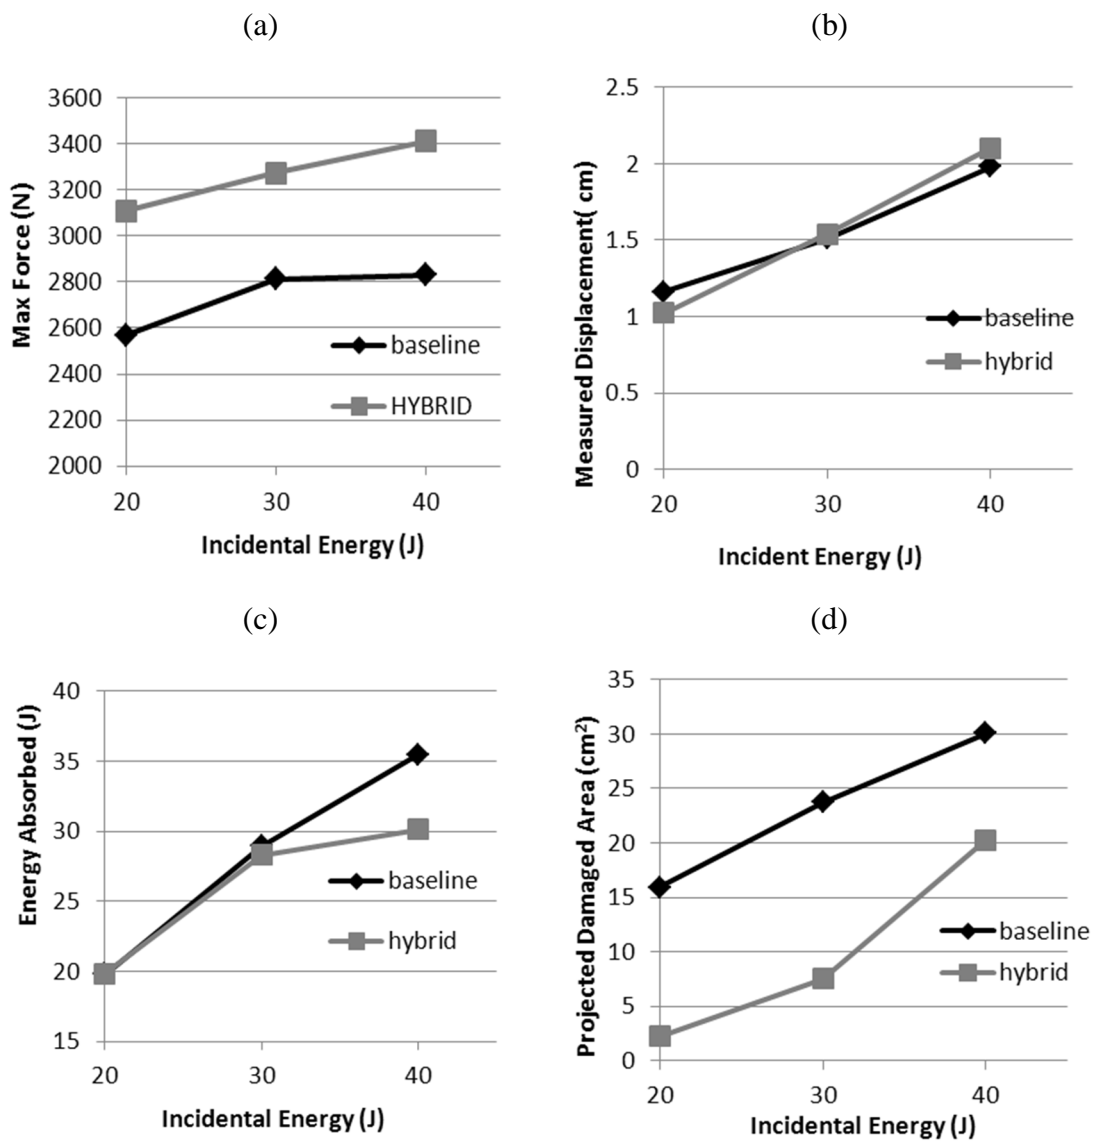 (a)
Max Force (N)
3600
3400
3200
3000
2800
2600
2400
2200
2000
20 30 40
Incidental Energy (J)
baseline
HYBRID
(b)
Measured Displacement( cm)
2.5
2
1.5
1
0.5
0
20 30 40
Incident Energy (J)
baseline
hybrid
(c)
Energy Absorbed (J)
40
35
30
25
20
15
20 30 40
Incidental Energy (J)
baseline
hybrid
(d)
Projected Damaged Area (cm²)
35
30
25
20
15
10
5
0
20 30 40
Incidental Energy (J)
baseline
hybrid